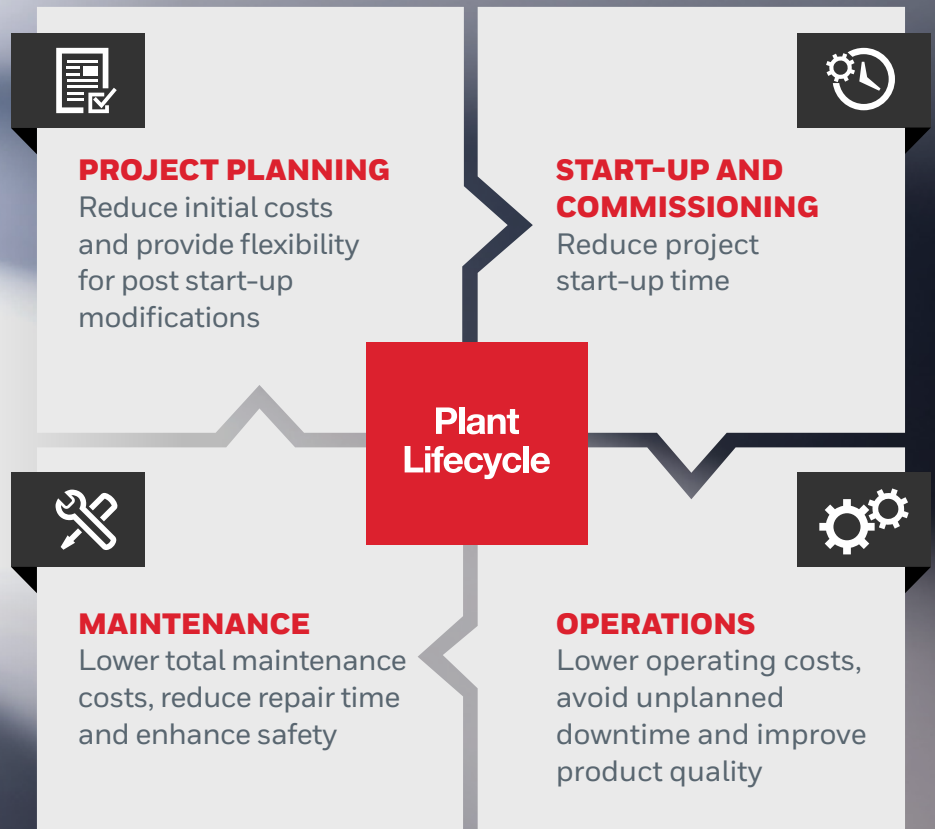 PROJECT PLANNING
Reduce initial costs
and provide flexibility
for post start-up
modifications
START-UP AND
COMMISSIONING
Reduce project
start-up time
Plant
Lifecycle
MAINTENANCE
Lower total maintenance
costs, reduce repair time
and enhance safety
OPERATIONS
Lower operating costs,
avoid unplanned
downtime and improve
product quality